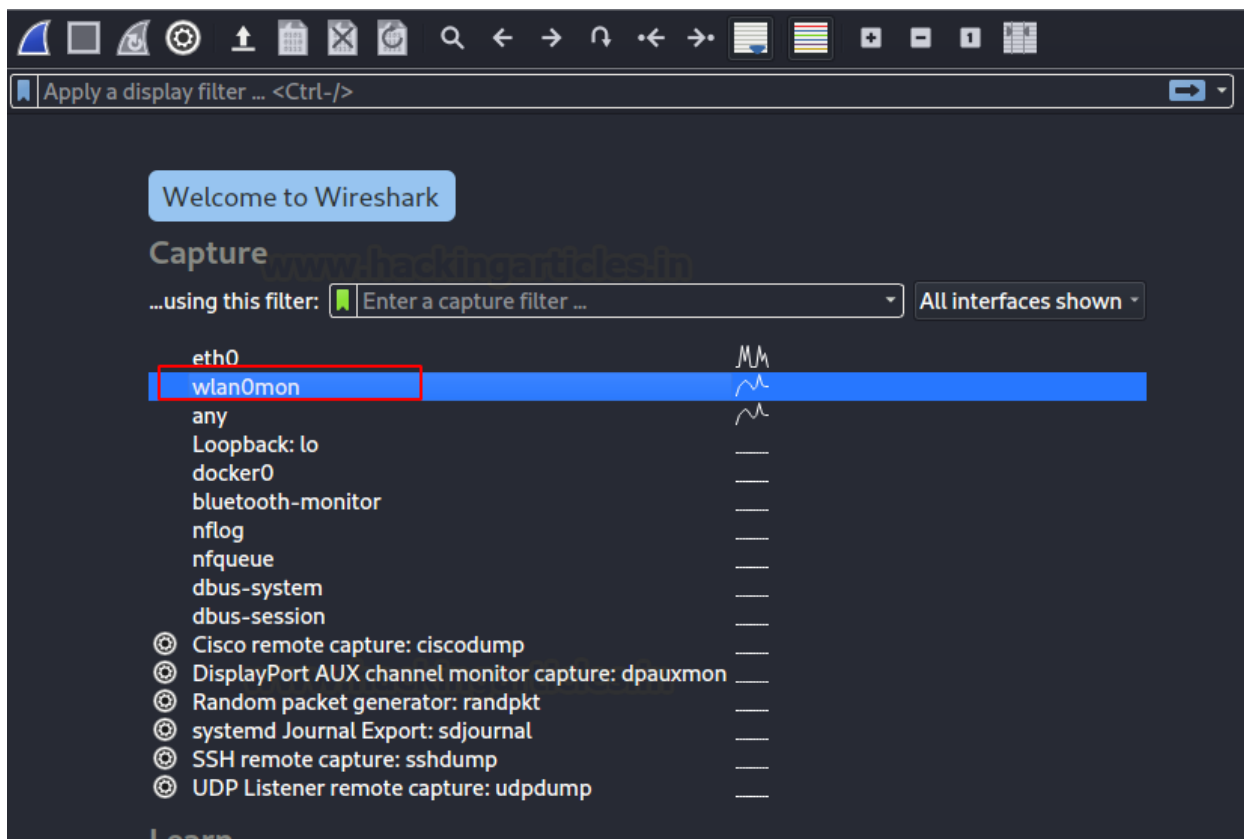 Apply a display filter … <Ctrl-/>
Welcome to Wireshark
Capture
www.hackingarticles.in
…using this filter: Enter a capture filter … All interfaces shown
eth0
wlan0mon
any
Loopback: lo
docker0
bluetooth-monitor
nflog
nfqueue
dbus-system
dbus-session
Cisco remote capture: ciscodump
DisplayPort AUX channel monitor capture: dpauxmon
Random packet generator: randpkt
systemd Journal Export: sdjournal
SSH remote capture: sshdump
UDP Listener remote capture: udpdump
Learn